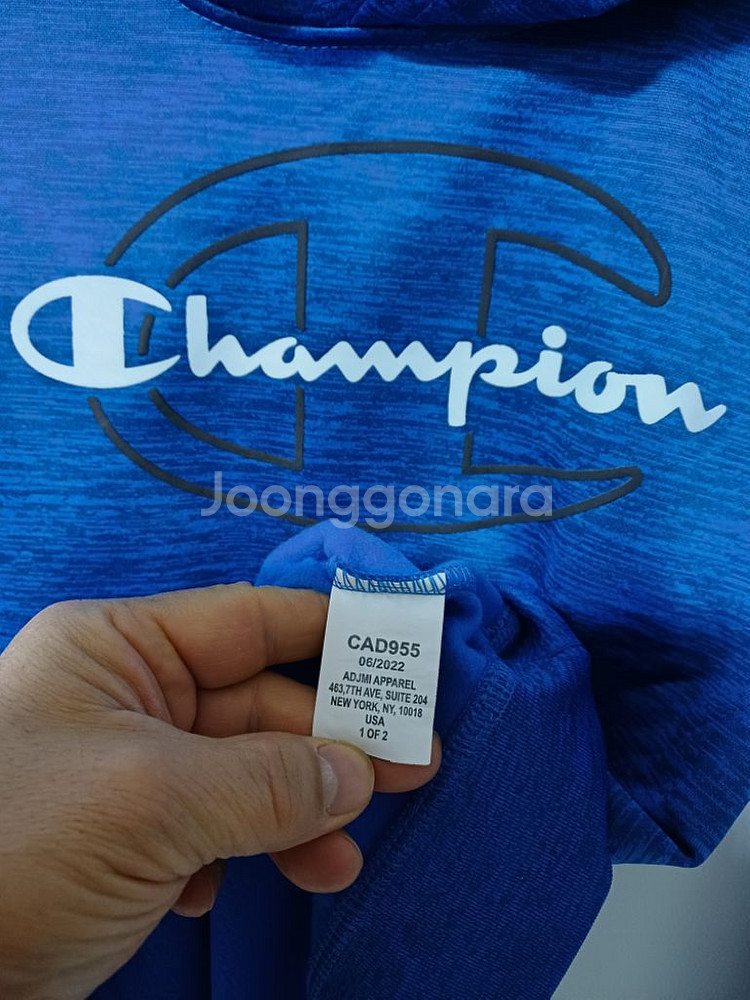 Champion
Joonggonara
CAD955
06/2022
ADJMI APPAREL
463,7TH AVE, SUITE 204
NEW YORK, NY, 10018
USA
1 OF 2